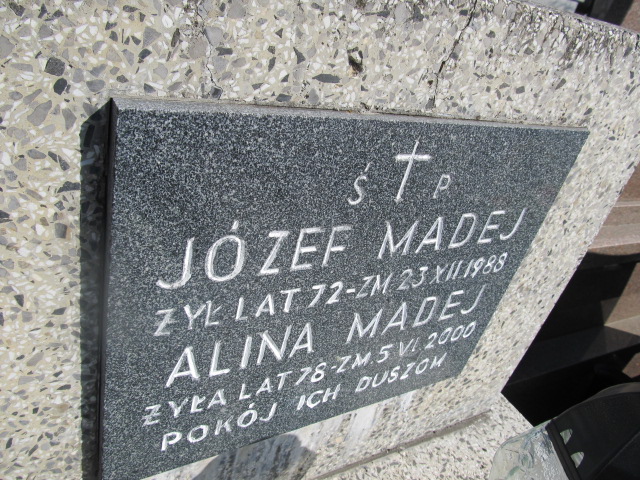 Ś P
JÓZEF MADEJ
ŻYŁ LAT 72-ZM. 23 XII. 1988
ALINA MADEJ
ŻYŁA LAT 78-ZM. 5 VI. 2000
POKÓJ ICH DUSZOM